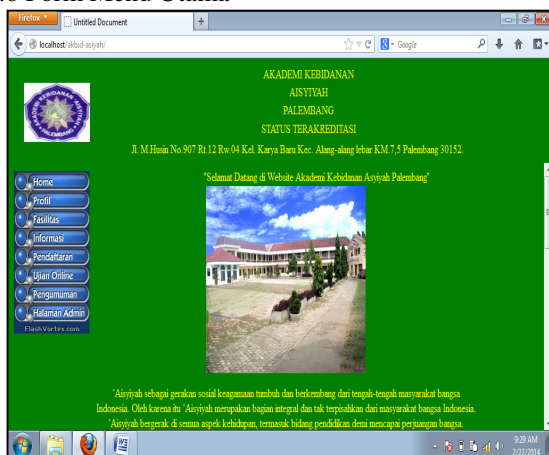 Form Menu Utama
Firefox
Untitled Document
+
localhost/akbid-asiyah/
Google
AKADEMI KEBIDANAN
AISYIYAH
PALEMBANG
STATUS TERAKREDITASI
Jl. M.Husin No.907 Rt.12 Rw.04 Kel. Karya Baru Kec. Alang-alang lebar KM.7,5 Palembang 30152.
"Selamat Datang di Website Akademi Kebidanan Asyiyah Palembang"
Home
Profil
Fasilitas
Informasi
Pendaftaran
Ujian Online
Pengumuman
Halaman Admin
FlashVortex.com
'Aisyiyah sebagai gerakan sosial keagamaan tumbuh dan berkembang dari tengah-tengah masyarakat bangsa
Indonesia. Oleh karena itu 'Aisyiyah merupakan bagian integral dan tak terpisahkan dari masyarakat bangsa Indonesia.
'Aisyiyah bergerak di semua aspek kehidupan, termasuk bidang pendidikan demi mencapai perjuangan bangsa.
9:29 AM
2/22/2014